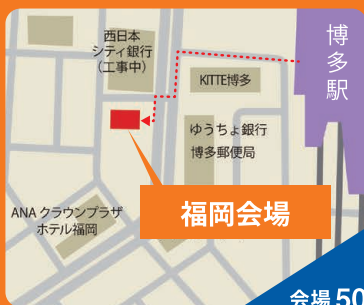 西日本
シティ銀行
（工事中）
KITTE博多
博多駅
ゆうちょ銀行
博多郵便局
福岡会場
ANA クラウンプラザ
ホテル福岡
会場 50